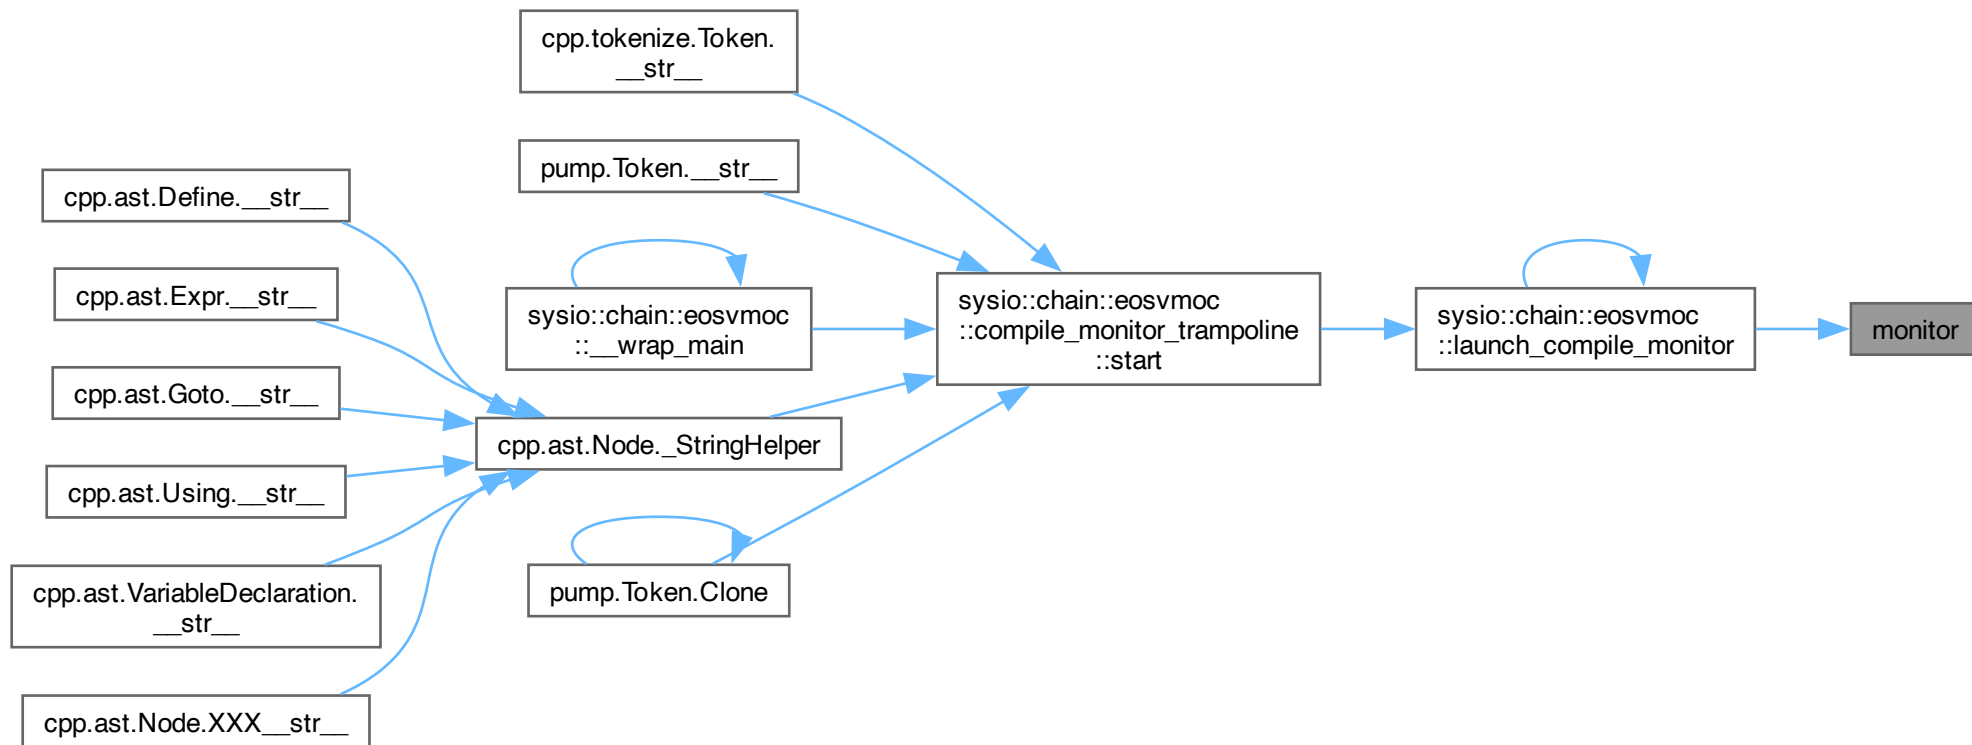 cpp.tokenize.Token.
__str__
pump.Token.__str__
cpp.ast.Define.__str__
cpp.ast.Expr.__str__
sysio::chain::eosvmoc
::__wrap_main
sysio::chain::eosvmoc
::compile_monitor_trampoline
::start
sysio::chain::eosvmoc
::launch_compile_monitor
monitor
cpp.ast.Goto.__str__
cpp.ast.Node._StringHelper
cpp.ast.Using.__str__
cpp.ast.VariableDeclaration.
__str__
pump.Token.Clone
cpp.ast.Node.XXX__str__